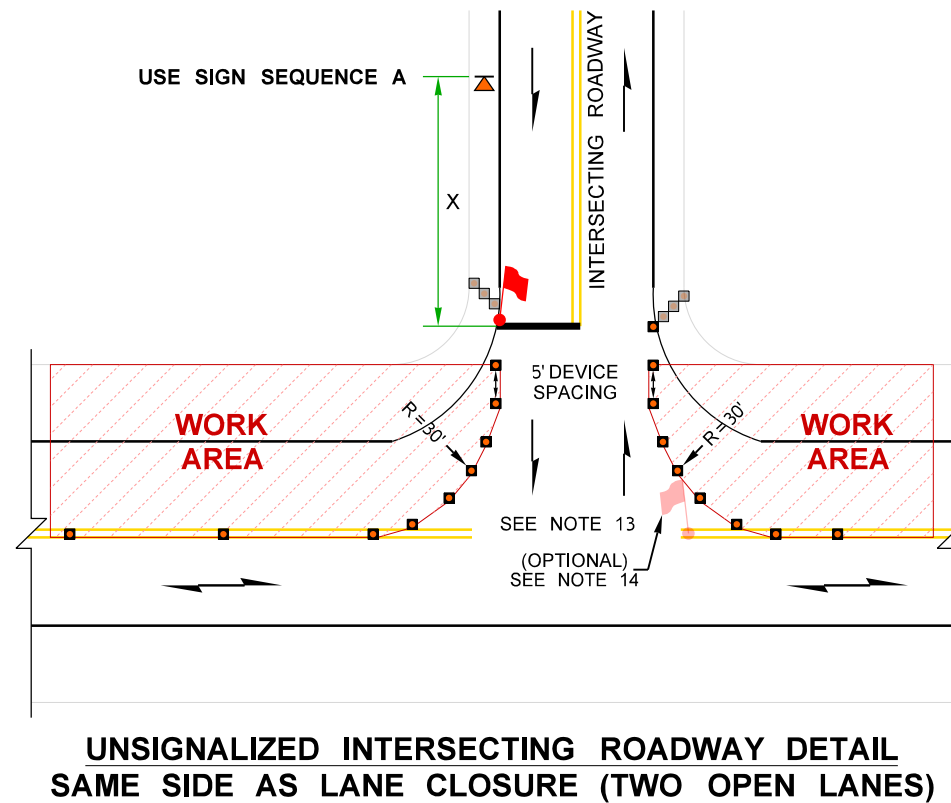 USE SIGN SEQUENCE A
X
INTERSECTING ROADWAY
5' DEVICE
SPACING
WORK
AREA
R = 30'
R = 30'
WORK
AREA
SEE NOTE 13
(OPTIONAL)
SEE NOTE 14
UNSIGNALIZED INTERSECTING ROADWAY DETAIL
SAME SIDE AS LANE CLOSURE (TWO OPEN LANES)